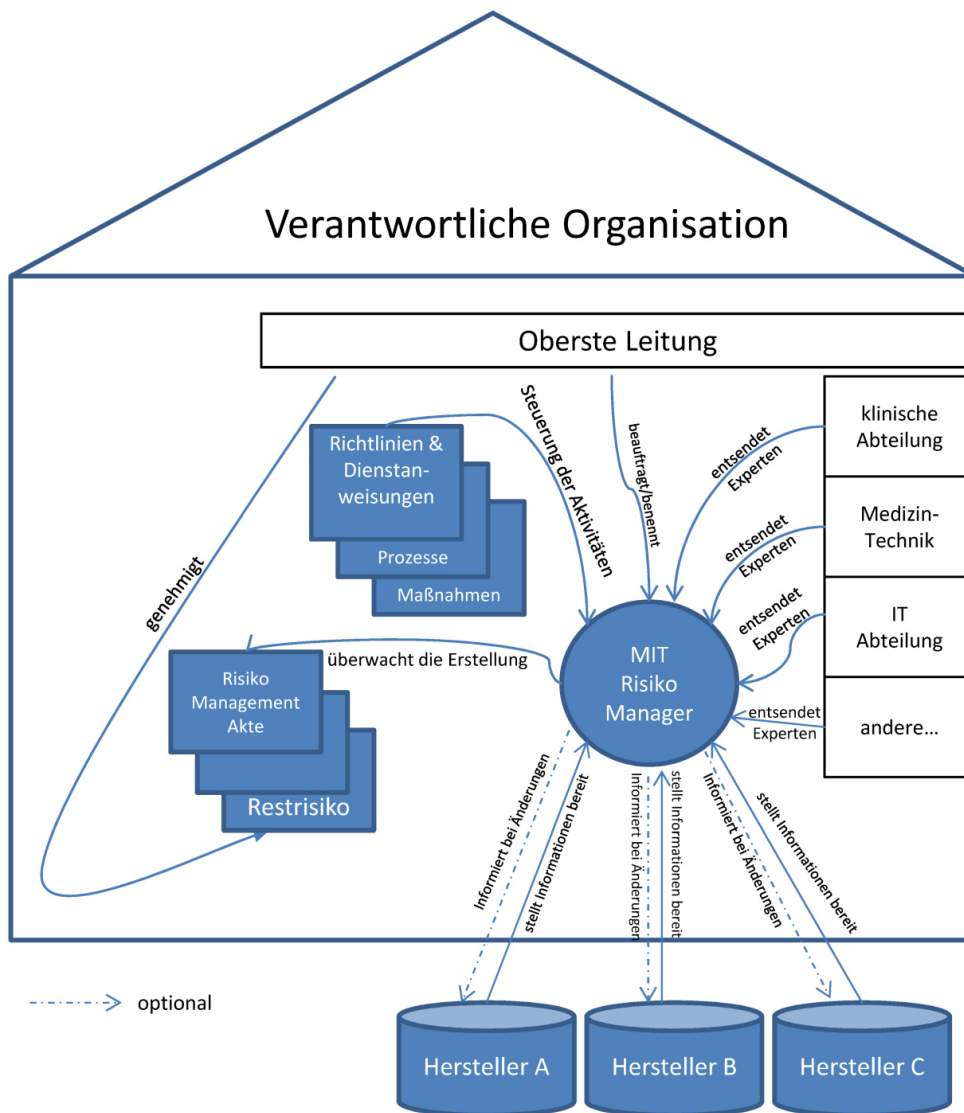 Verantwortliche Organisation
Oberste Leitung
Richtlinien &
Dienstan-
weisungen
Prozesse
Maßnahmen
Steuerung der Aktivitäten
beauftragt/benennt
entsendet
Experten
klinische
Abteilung
entsendet
Experten
Medizin-
Technik
entsendet
Experten
IT
Abteilung
entsendet
Experten
andere...
genehmigt
überwacht die Erstellung
MIT
Risiko
Manager
Risiko
Management
Akte
Restrisiko
Informiert bei Änderungen
stellt Informationen bereit
Informiert bei Änderungen
stellt Informationen bereit
Informiert bei Änderungen
stellt Informationen bereit
optional
Hersteller A
Hersteller B
Hersteller C